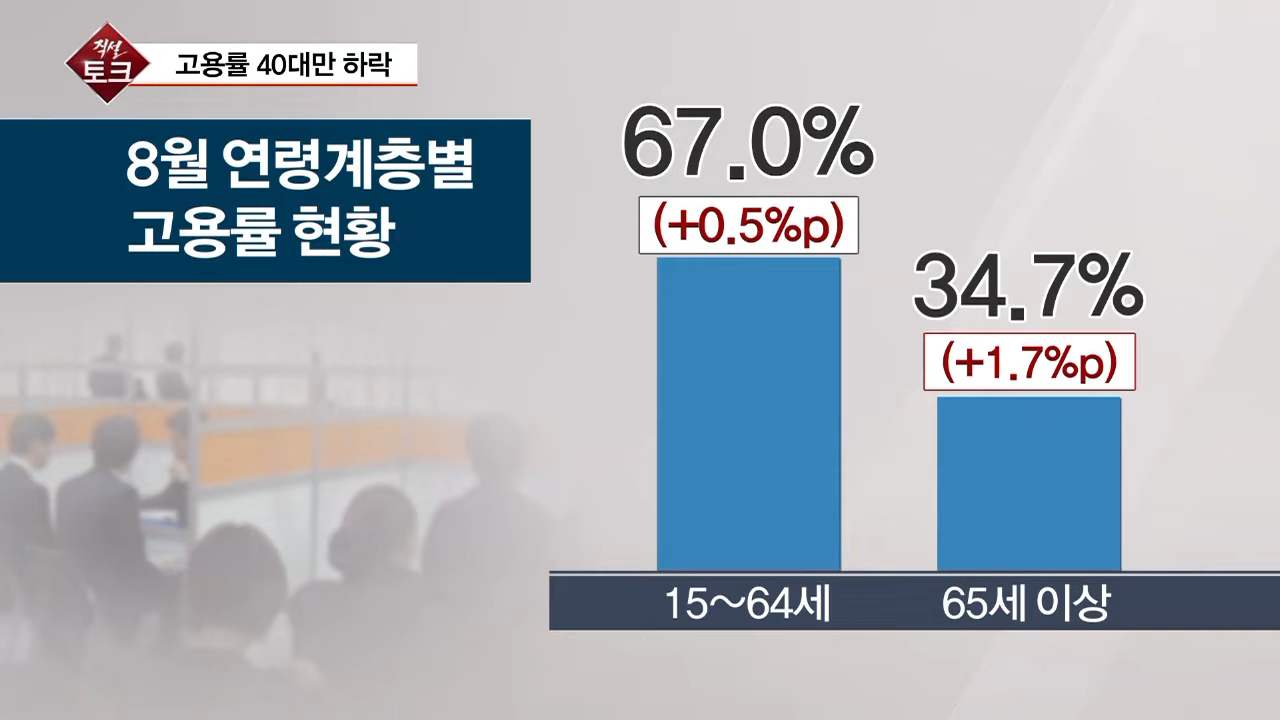 직설
토크
고용률 40대만 하락
8월 연령계층별
고용률 현황
67.0%
(+0.5%p)
34.7%
(+1.7%p)
15~64세
65세 이상